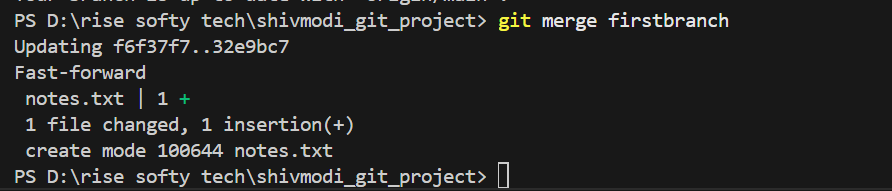 PS D:\rise softy tech\shivmodi_git_project> git merge firstbranch
Updating f6f37f7..32e9bc7
Fast-forward
 notes.txt | 1 +
 1 file changed, 1 insertion(+)
 create mode 100644 notes.txt
PS D:\rise softy tech\shivmodi_git_project>